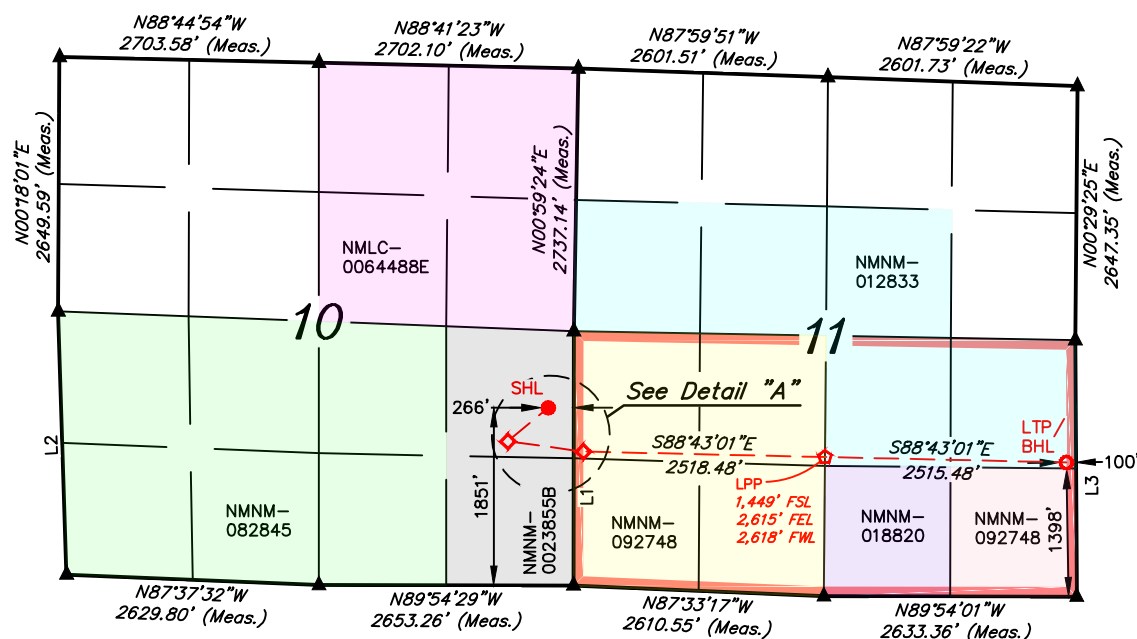 N88°44'54"W
2703.58' (Meas.)
N88°41'23"W
2702.10' (Meas.)
N87°59'51"W
2601.51' (Meas.)
N87°59'22"W
2601.73' (Meas.)
N00°18'01"E
2649.59' (Meas.)
N00°59'24"E
2737.14' (Meas.)
N00°29'25"E
2647.35' (Meas.)
NMLC-
0064488E
NMNM-
012833
10
11
SHL
266'
See Detail "A"
LTP/
BHL
100'
L2
L1
L3
S88°43'01"E
2518.48'
S88°43'01"E
2515.48'
LPP
1,449' FSL
2,615' FEL
2,618' FWL
1851'
1398'
NMNM-
082845
NMNM-
0023855B
NMNM-
092748
NMNM-
018820
NMNM-
092748
N87°37'32"W
2629.80' (Meas.)
N89°54'29"W
2653.26' (Meas.)
N87°33'17"W
2610.55' (Meas.)
N89°54'01"W
2633.36' (Meas.)